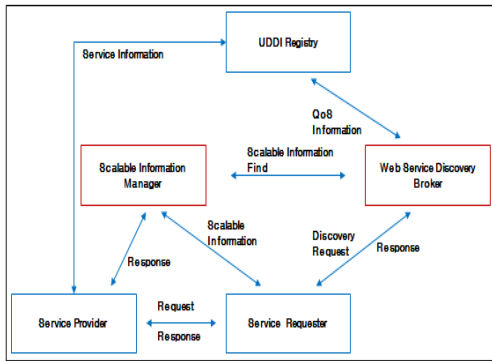 UDDI Registry
Service Information
QoS
Information
Scalable Information
Manager
Scalable Information
Find
Web Service Discovery
Broker
Scalable
Information
Discovery
Request
Response
Response
Service Provider
Request
Response
Service Requester